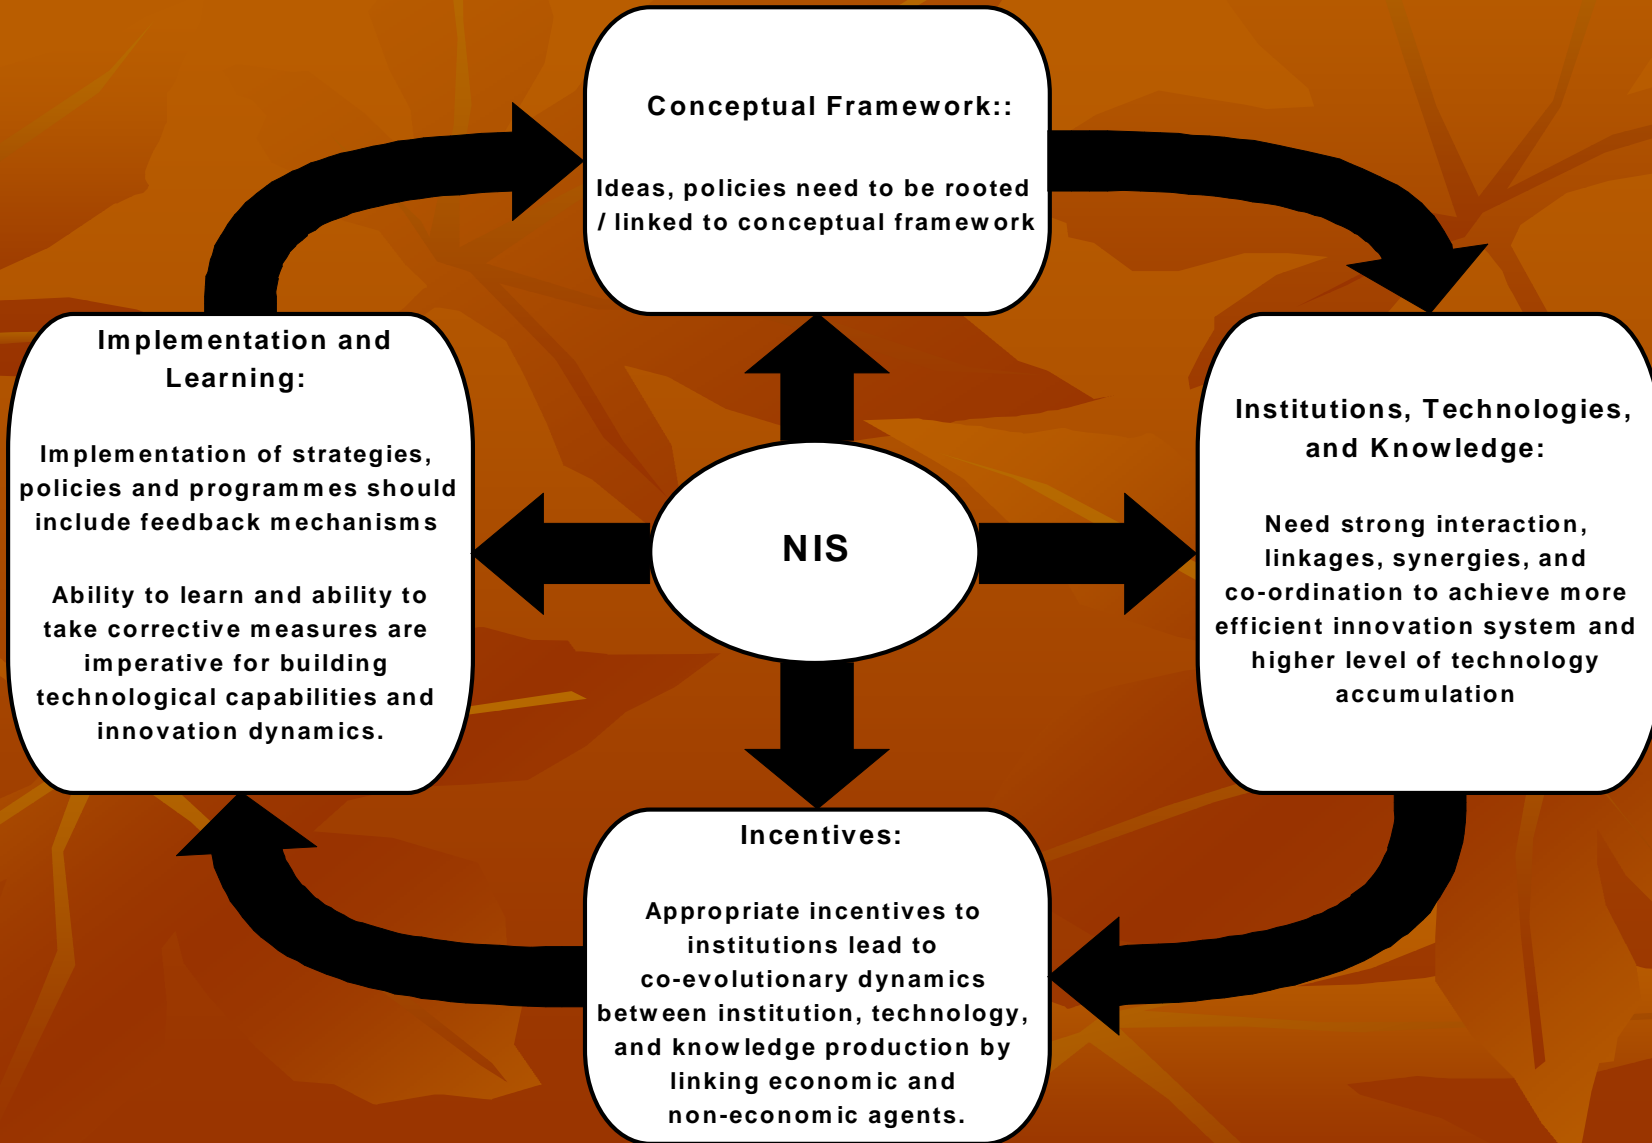 Conceptual Framework::
Ideas, policies need to be rooted
/ linked to conceptual framework
Implementation and
Learning:
Implementation of strategies,
policies and programmes should
include feedback mechanisms
Ability to learn and ability to
take corrective measures are
imperative for building
technological capabilities and
innovation dynamics.
NIS
Institutions, Technologies,
and Knowledge:
Need strong interaction,
linkages, synergies, and
co-ordination to achieve more
efficient innovation system and
higher level of technology
accumulation
Incentives:
Appropriate incentives to
institutions lead to
co-evolutionary dynamics
between institution, technology,
and knowledge production by
linking economic and
non-economic agents.